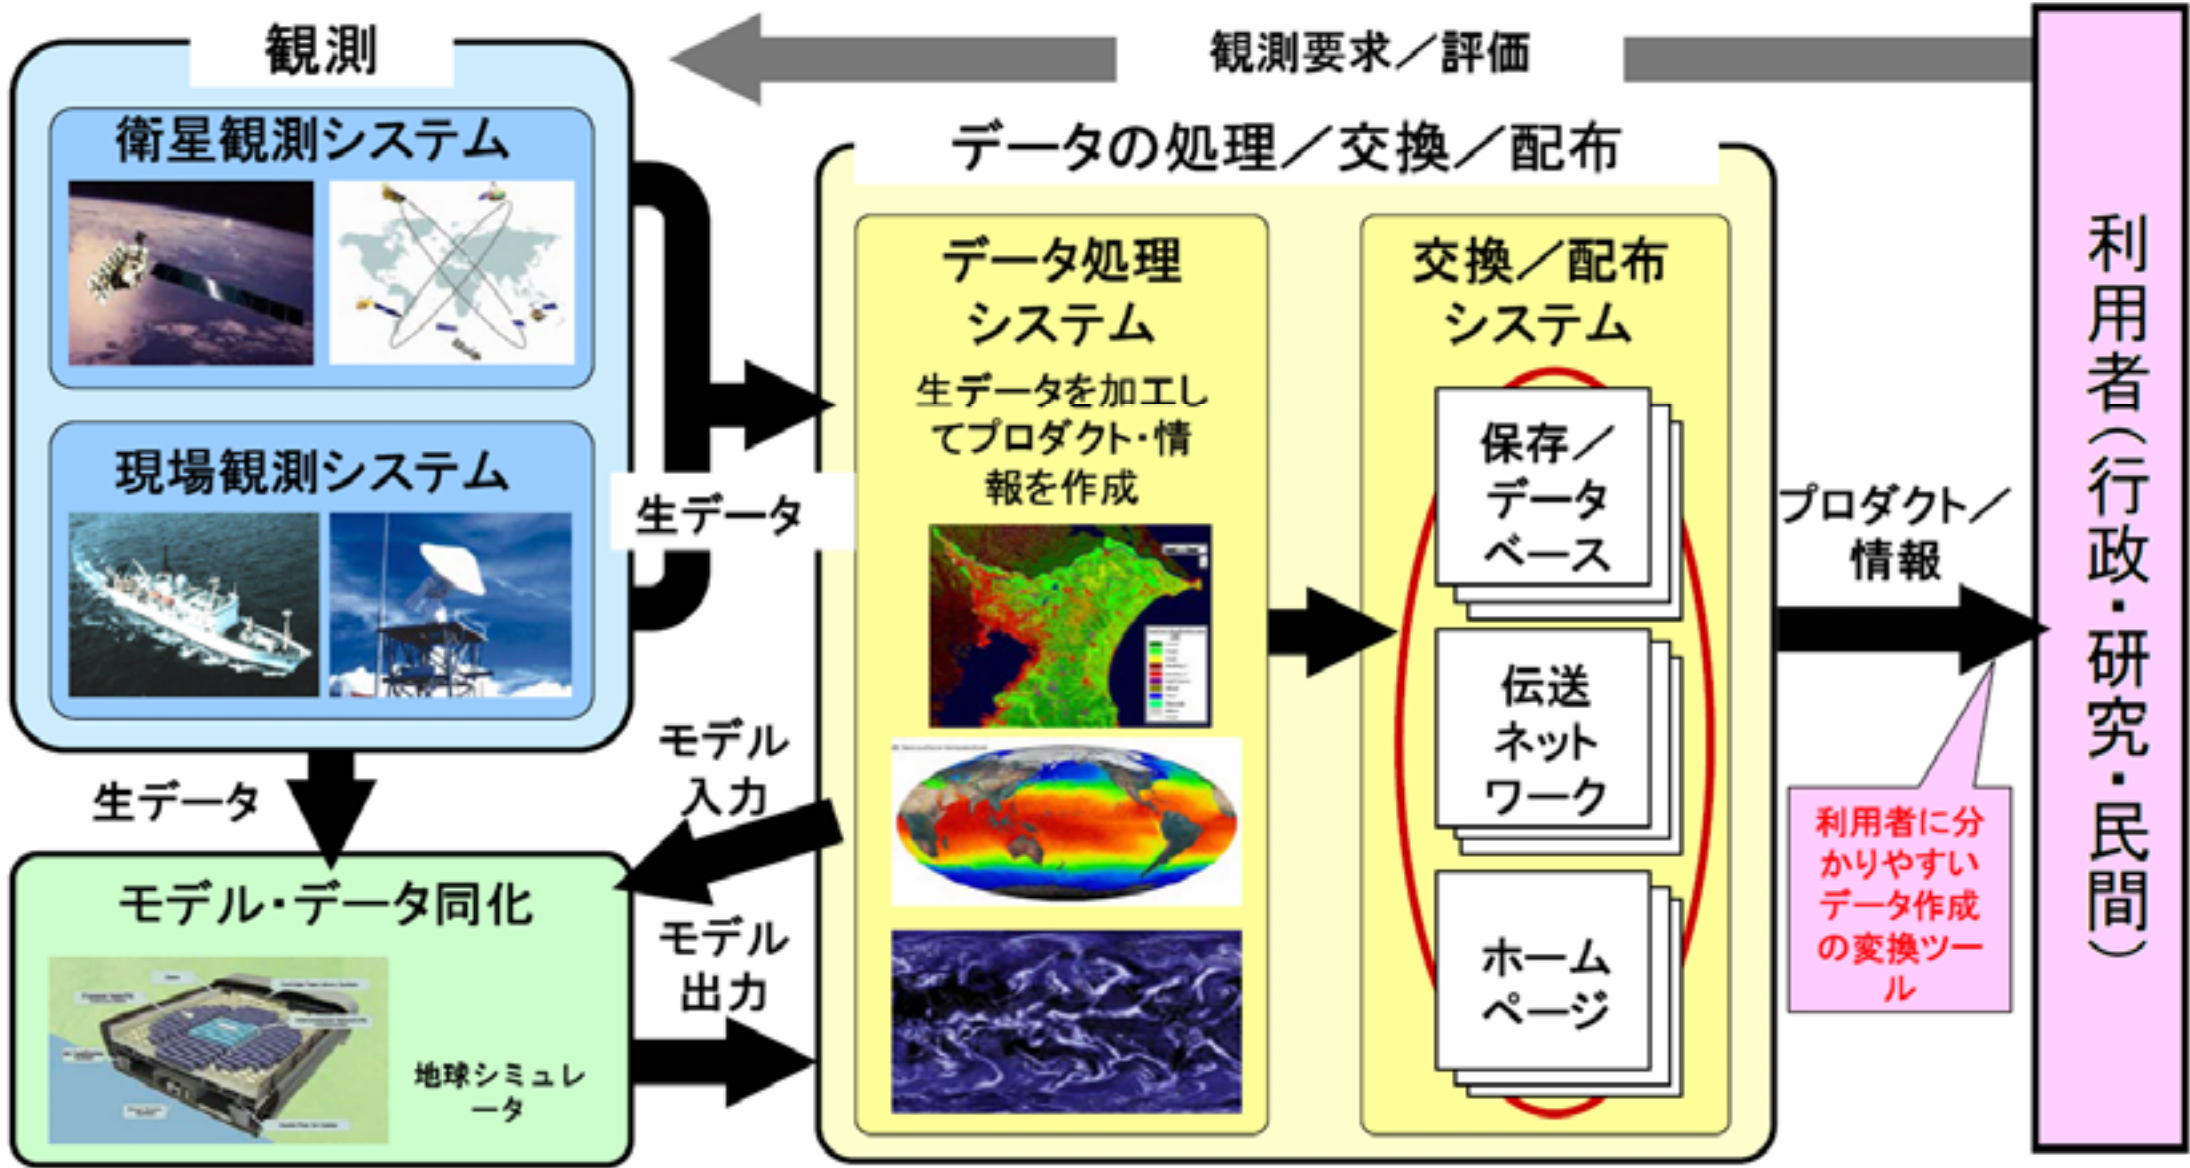 観測
観測要求／評価
衛星観測システム
現場観測システム
生データ
生データ
モデル・データ同化
地球シミュレ
ータ
モデル
入力
モデル
出力
データの処理／交換／配布
データ処理
システム
生データを加工し
てプロダクト・情
報を作成
交換／配布
システム
保存／
データ
ベース
伝送
ネット
ワーク
ホーム
ページ
プロダクト／
情報
利用者に分
かりやすい
データ作成
の変換ツー
ル
利用者（行政・研究・民間）